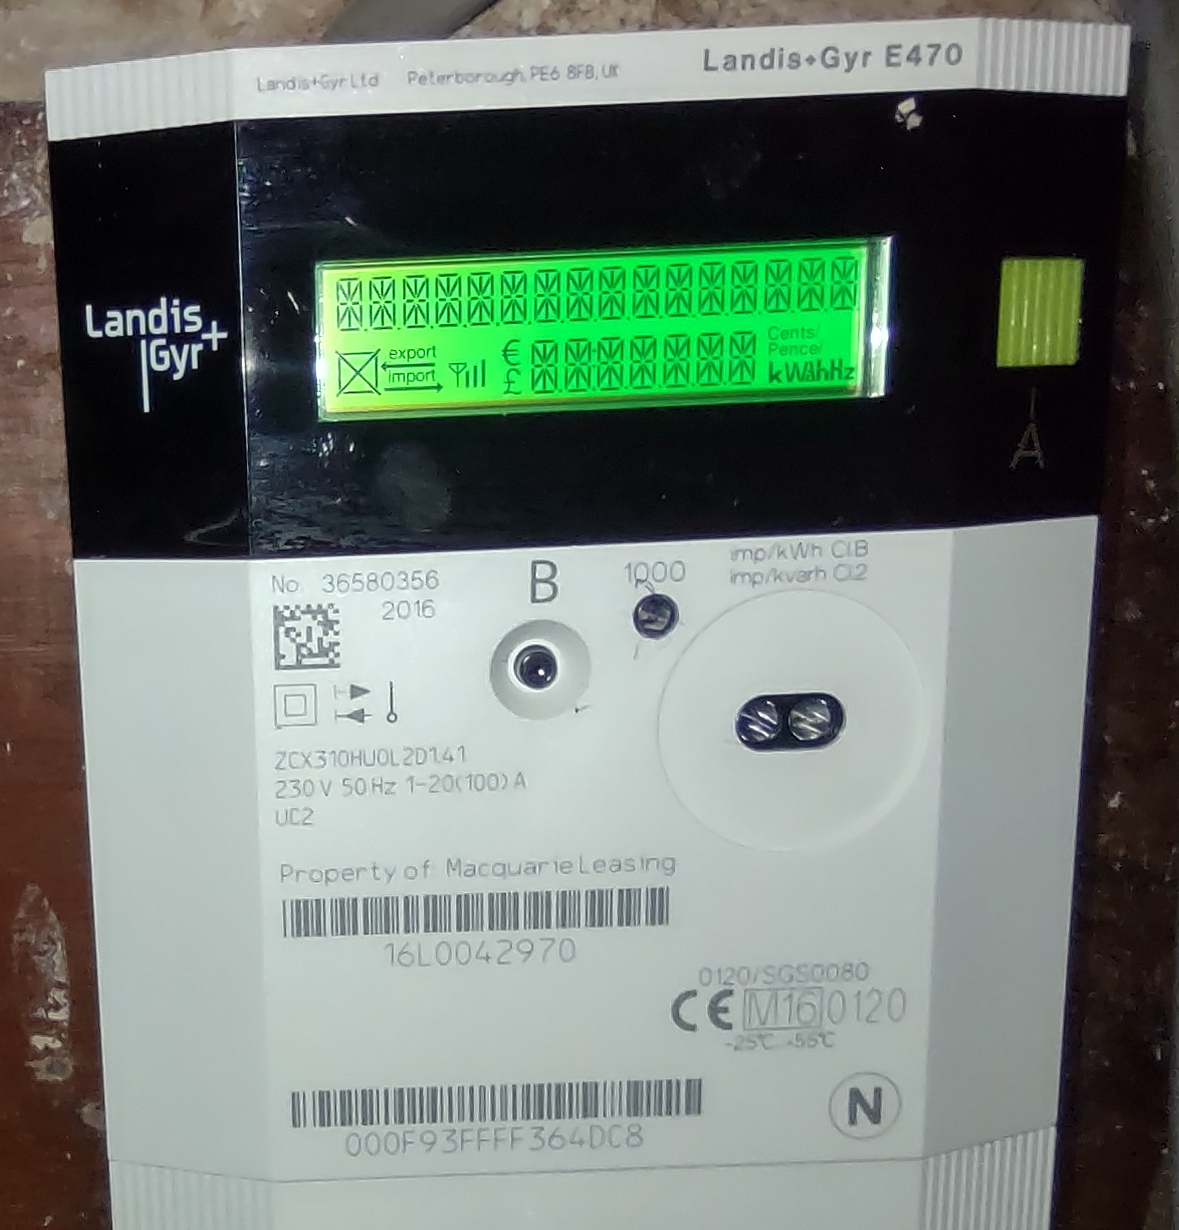 Landis+Gyr Ltd Peterborough, PE6 8FB, UK
Landis+Gyr E470
Landis+
Gyr
export
import
€
£
Cents/
Pence/
kWAhHz
A
No. 36580356
2016
B
1000
imp/kWh Cl.B
imp/kvarh Cl.2
ZCX310HU0L2D1.41
230 V 50 Hz 1-20(100) A
UC2
Property of Macquarie Leasing
16L0042970
0120/SGS0080
CE M16 0120
-25°C +55°C
000F93FFFF364DC8
N